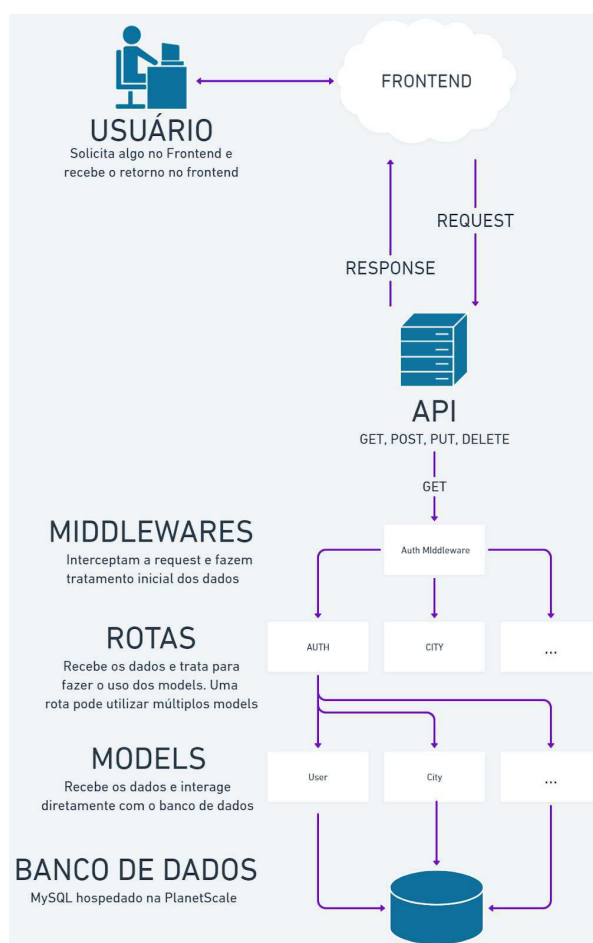 FRONTEND
USUÁRIO
Solicita algo no Frontend e
recebe o retorno no frontend
REQUEST
RESPONSE
API
GET, POST, PUT, DELETE
GET
MIDDLEWARES
Interceptam a request e fazem
tratamento inicial dos dados
Auth MIddleware
ROTAS
Recebe os dados e trata para
fazer o uso dos models. Uma
rota pode utilizar múltiplos models
AUTH
CITY
...
MODELS
Recebe os dados e interage
diretamente com o banco de dados
User
City
...
BANCO DE DADOS
MySQL hospedado na PlanetScale